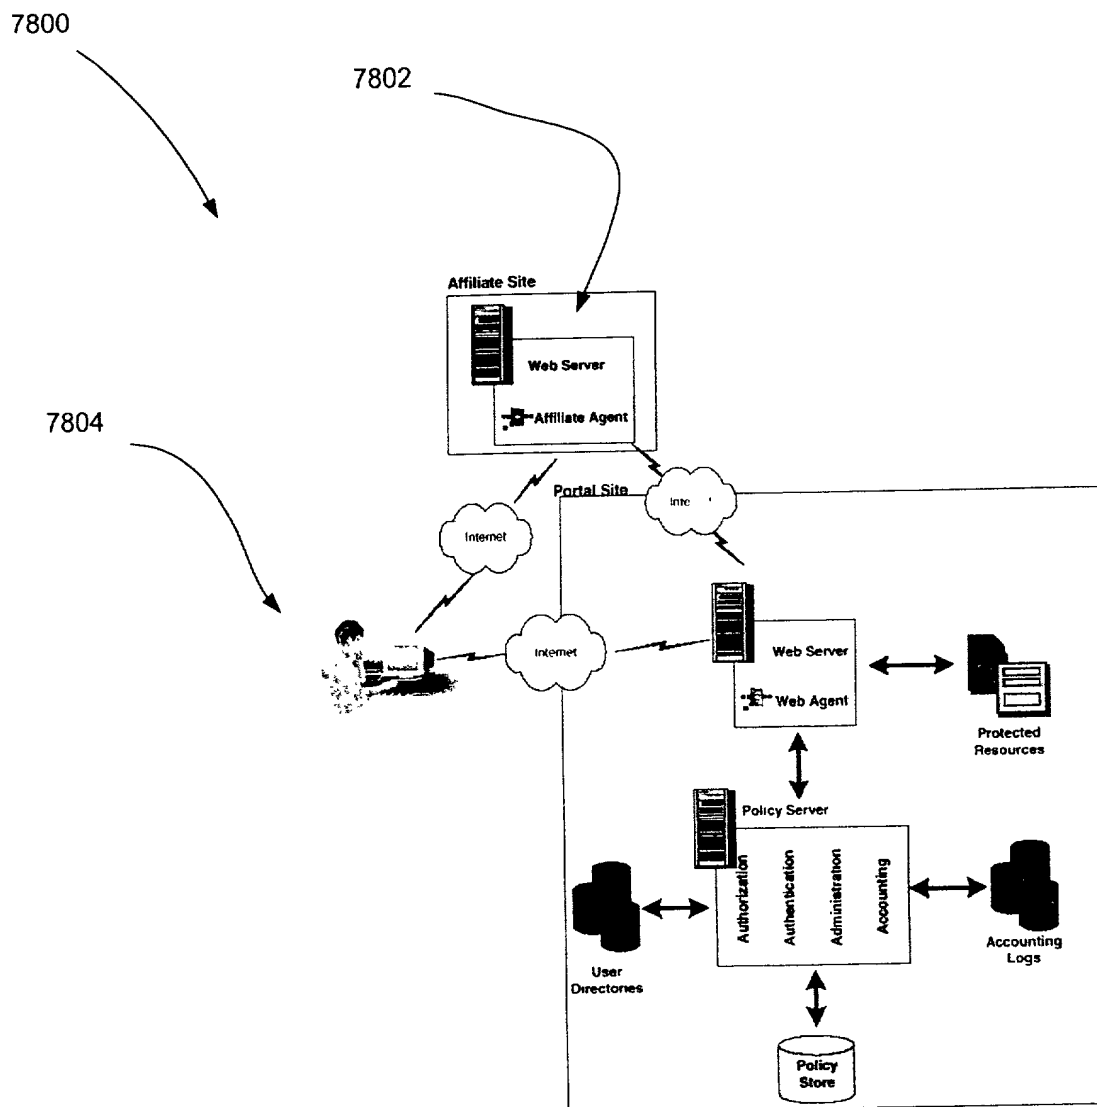 7800
7802
Affiliate Site
Web Server
Affiliate Agent
7804
Portal Site
Internet
Internet
Web Server
Web Agent
Protected
Resources
Policy Server
Authorization
Authentication
Administration
Accounting
User
Directories
Accounting
Logs
Policy
Store